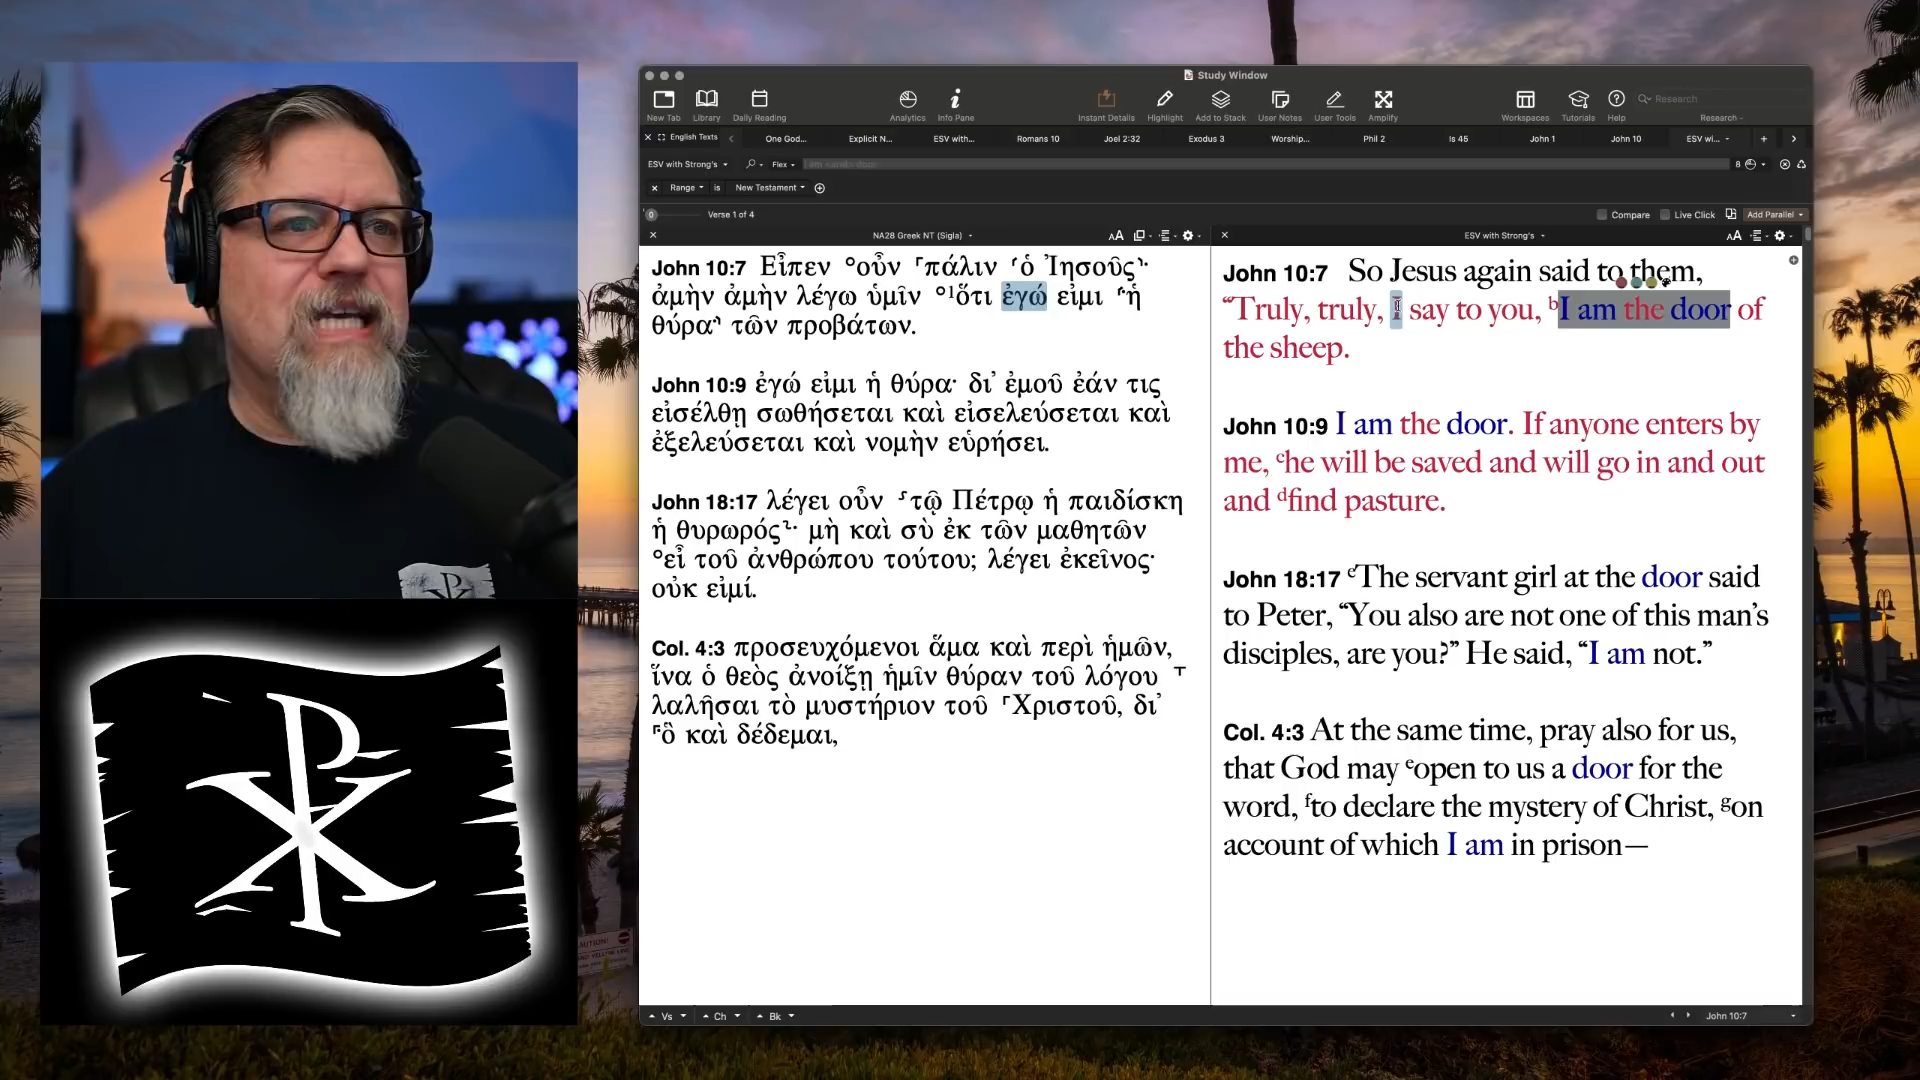 Study Window
New Tab Library Daily Reading Analytics Info Pane Instant Details Highlight Add to Stack User Notes User Tools Amplify Workspaces Tutorials Help Research
Research
English Texts One God... Explicit N... ESV with... Romans 10 Joel 2:32 Exodus 3 Worship... Phil 2 Is 45 John 1 John 10 ESV wi...
ESV with Strong's Flex 8
Range is New Testament
0 Verse 1 of 4 Compare Live Click Add Parallel
NA28 Greek NT (Sigla)
John 10:7 Εἶπεν °οὖν ⸀πάλιν ⸂ὁ Ἰησοῦς⸃·
ἀμὴν ἀμὴν λέγω ὑμῖν °¹ὅτι ἐγώ εἰμι ⸂ἡ
θύρα⸃ τῶν προβάτων.
John 10:9 ἐγώ εἰμι ἡ θύρα· δι’ ἐμοῦ ἐάν τις
εἰσέλθῃ σωθήσεται καὶ εἰσελεύσεται καὶ
ἐξελεύσεται καὶ νομὴν εὑρήσει.
John 18:17 λέγει οὖν ⸉τῷ Πέτρῳ ἡ παιδίσκη
ἡ θυρωρός⸊· μὴ καὶ σὺ ἐκ τῶν μαθητῶν
°εἶ τοῦ ἀνθρώπου τούτου; λέγει ἐκεῖνος·
οὐκ εἰμί.
Col. 4:3 προσευχόμενοι ἅμα καὶ περὶ ἡμῶν,
ἵνα ὁ θεὸς ἀνοίξῃ ἡμῖν θύραν τοῦ λόγου ⸆
λαλῆσαι τὸ μυστήριον τοῦ ⸀Χριστοῦ, δι’
⸀ὃ καὶ δέδεμαι,
ESV with Strong's
John 10:7 So Jesus again said to them,
“Truly, truly, I say to you, ᵇI am the door of
the sheep.
John 10:9 I am the door. If anyone enters by
me, ᶜhe will be saved and will go in and out
and ᵈfind pasture.
John 18:17 ᵉThe servant girl at the door said
to Peter, “You also are not one of this man’s
disciples, are you?” He said, “I am not.”
Col. 4:3 At the same time, pray also for us,
that God may ᵉopen to us a door for the
word, ᶠto declare the mystery of Christ, ᵍon
account of which I am in prison—
Vs Ch Bk John 10:7